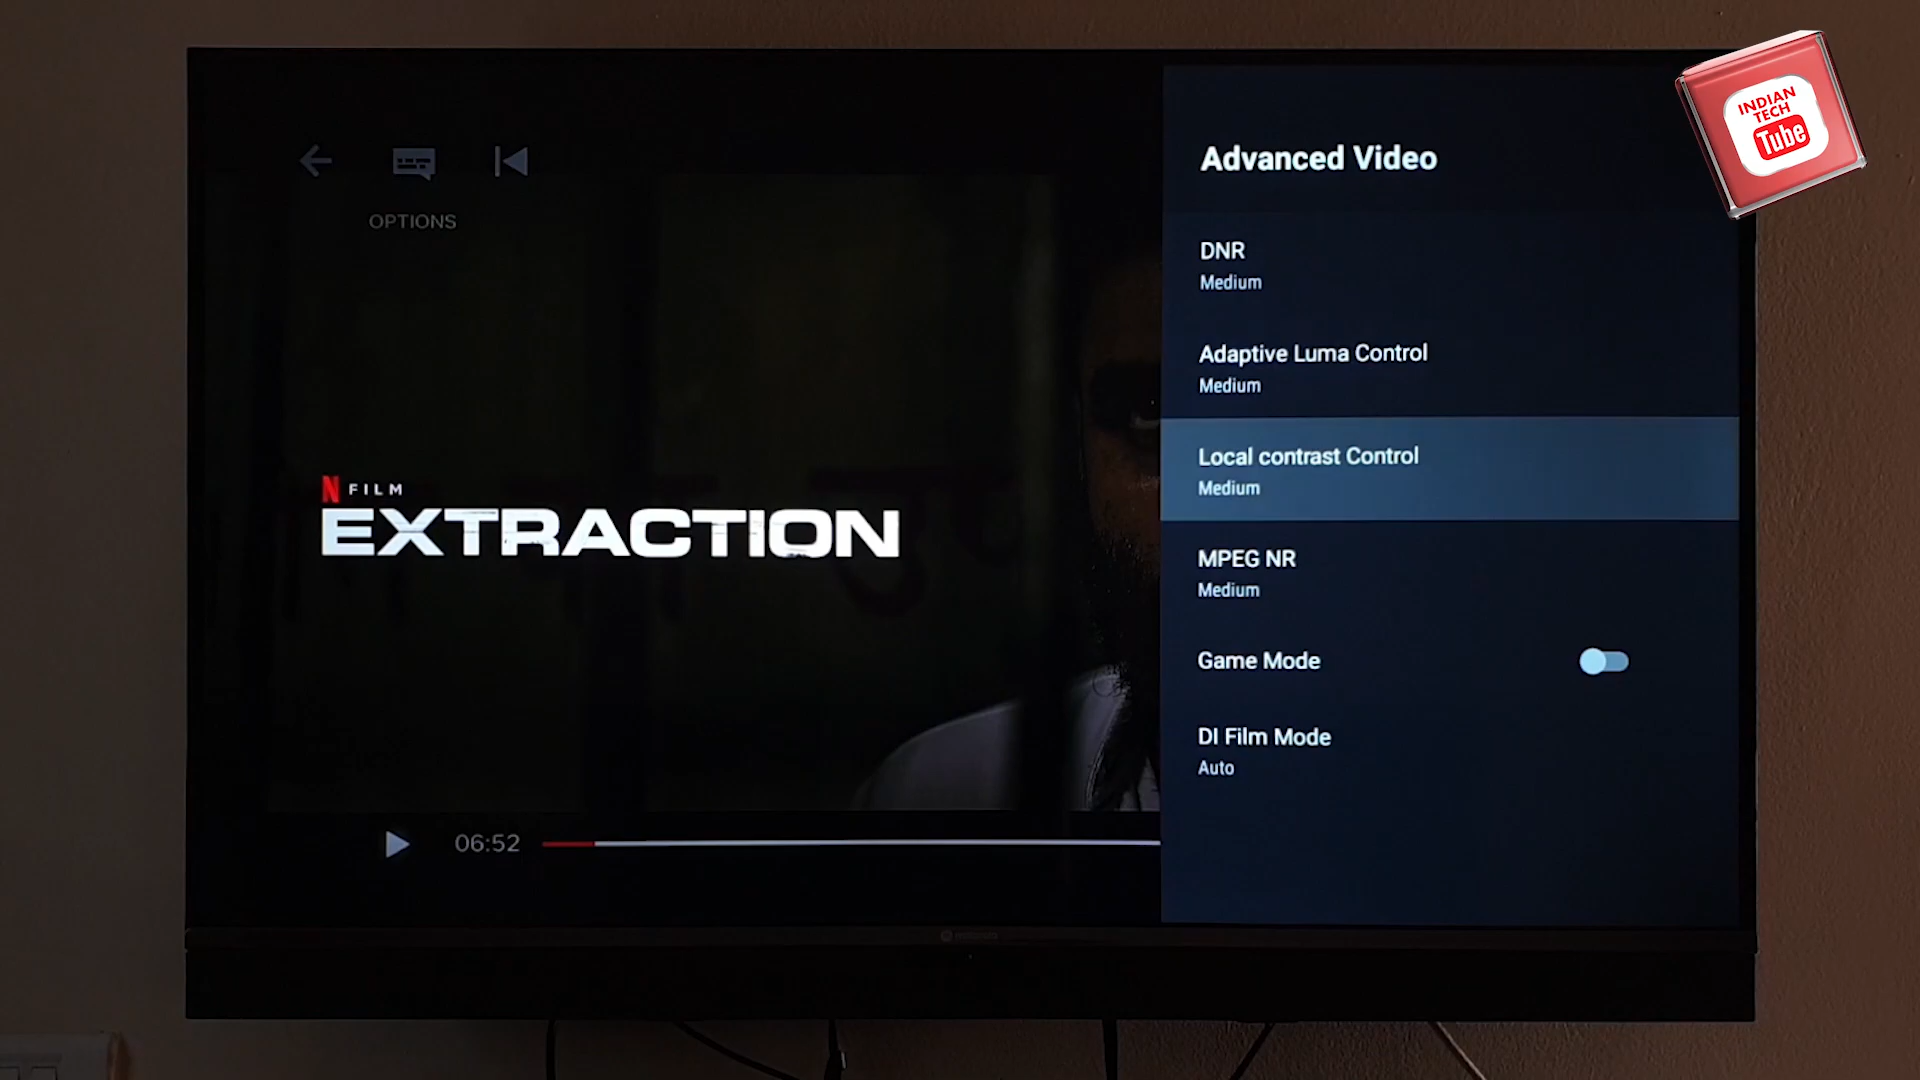 INDIAN
TECH
Tube
OPTIONS
N FILM
EXTRACTION
06:52
Advanced Video
DNR
Medium
Adaptive Luma Control
Medium
Local contrast Control
Medium
MPEG NR
Medium
Game Mode
DI Film Mode
Auto